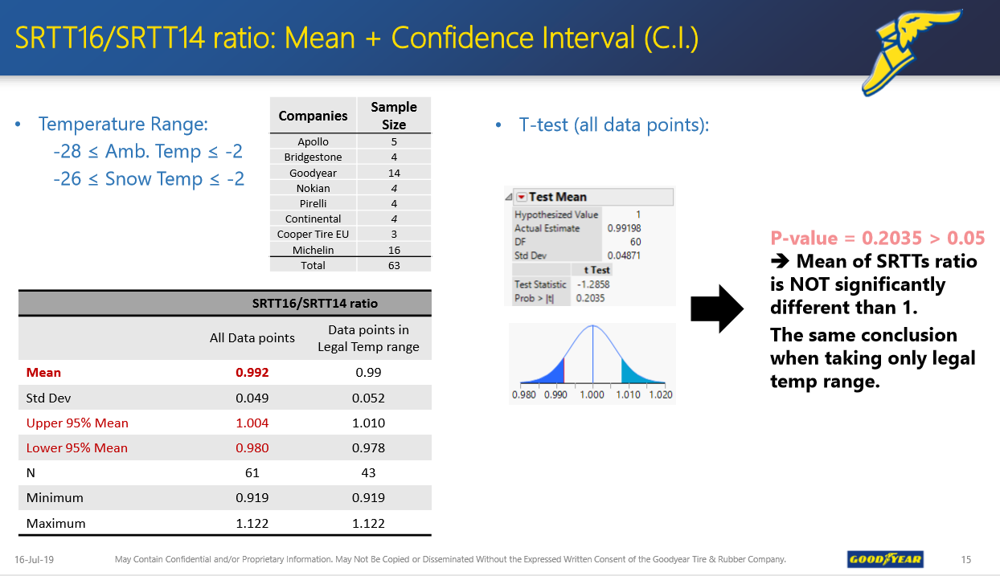 SRTT16/SRTT14 ratio: Mean + Confidence Interval (C.I.)
• Temperature Range:
-28 ≤ Amb. Temp ≤ -2
-26 ≤ Snow Temp ≤ -2
Companies Sample Size
Apollo 5
Bridgestone 4
Goodyear 14
Nokian 4
Pirelli 4
Continental 4
Cooper Tire EU 3
Michelin 16
Total 63
SRTT16/SRTT14 ratio
All Data points Data points in Legal Temp range
Mean 0.992 0.99
Std Dev 0.049 0.052
Upper 95% Mean 1.004 1.010
Lower 95% Mean 0.980 0.978
N 61 43
Minimum 0.919 0.919
Maximum 1.122 1.122
• T-test (all data points):
Test Mean
Hypothesized Value 1
Actual Estimate 0.99198
DF 60
Std Dev 0.04871
t Test
Test Statistic -1.2858
Prob > |t| 0.2035
0.980 0.990 1.000 1.010 1.020
P-value = 0.2035 > 0.05
➔ Mean of SRTTs ratio
is NOT significantly
different than 1.
The same conclusion
when taking only legal
temp range.
16-Jul-19
May Contain Confidential and/or Proprietary Information. May Not Be Copied or Disseminated Without the Expressed Written Consent of the Goodyear Tire & Rubber Company.
GOODYEAR
15